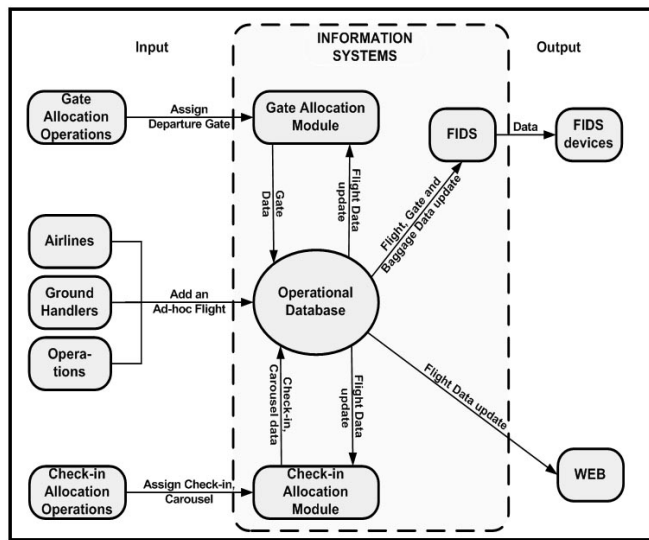 Input
INFORMATION
SYSTEMS
Output
Gate
Allocation
Operations
Assign
Departure Gate
Gate Allocation
Module
FIDS
Data
FIDS
devices
Gate
Data
Flight Data
update
Flight, Gate and
Baggage Data update
Airlines
Ground
Handlers
Opera-
tions
Add an
Ad-hoc Flight
Operational
Database
Check-in,
Carousel data
Flight Data
update
Flight Data update
Check-in
Allocation
Operations
Assign Check-in,
Carousel
Check-in
Allocation
Module
WEB